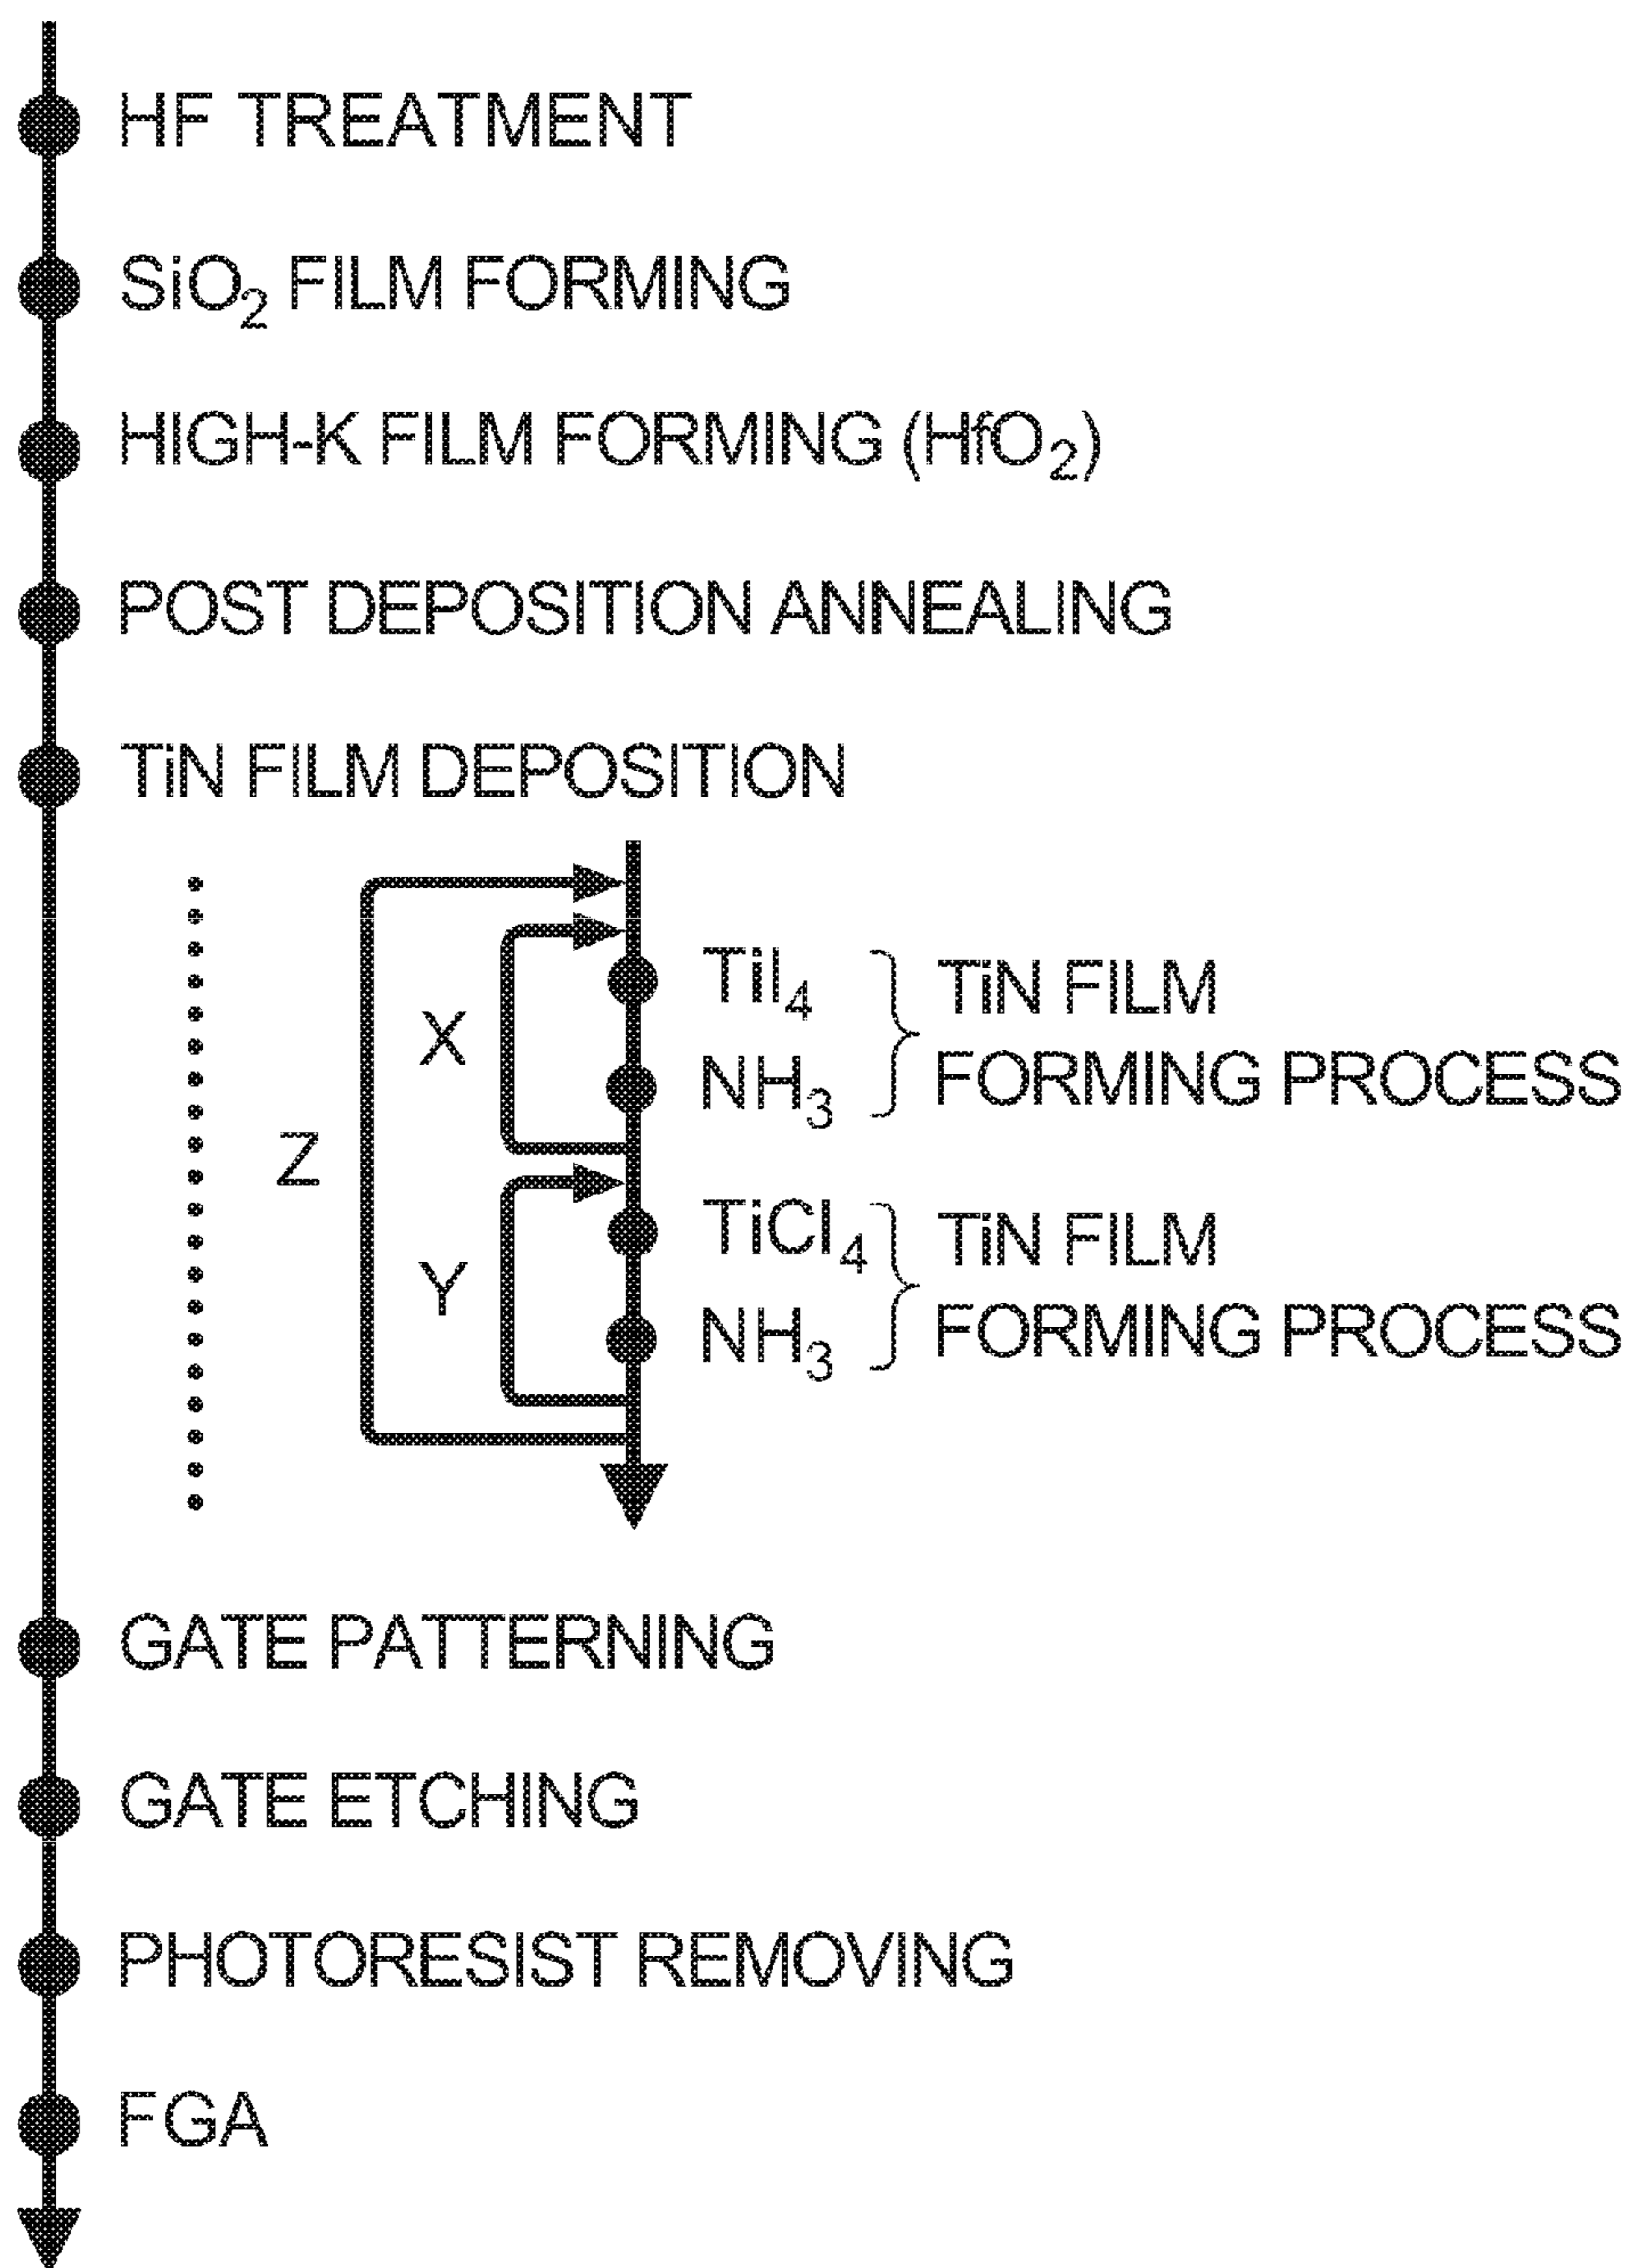 HF TREATMENT
SiO₂ FILM FORMING
HIGH-K FILM FORMING (HfO₂)
POST DEPOSITION ANNEALING
TiN FILM DEPOSITION
X
Y
Z
TiI₄
NH₃
TiN FILM
FORMING PROCESS
TiCl₄
NH₃
TiN FILM
FORMING PROCESS
GATE PATTERNING
GATE ETCHING
PHOTORESIST REMOVING
FGA